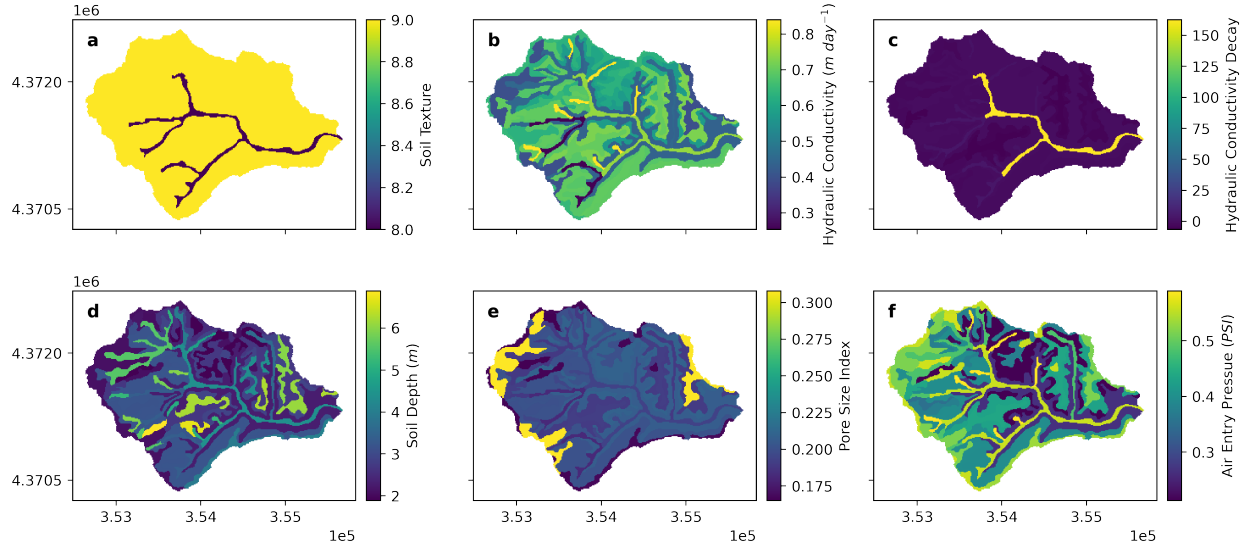 1e6
a
4.3720
4.3705
9.0
8.8
8.6
8.4
8.2
8.0
Soil Texture
b
0.8
0.7
0.6
0.5
0.4
0.3
Hydraulic Conductivity (m day⁻¹)
c
150
125
100
75
50
25
0
Hydraulic Conductivity Decay
1e6
d
4.3720
4.3705
3.53
3.54
3.55
1e5
6
5
4
3
2
Soil Depth (m)
e
3.53
3.54
3.55
1e5
0.300
0.275
0.250
0.225
0.200
0.175
Pore Size Index
f
3.53
3.54
3.55
1e5
0.5
0.4
0.3
Air Entry Pressue (PSI)